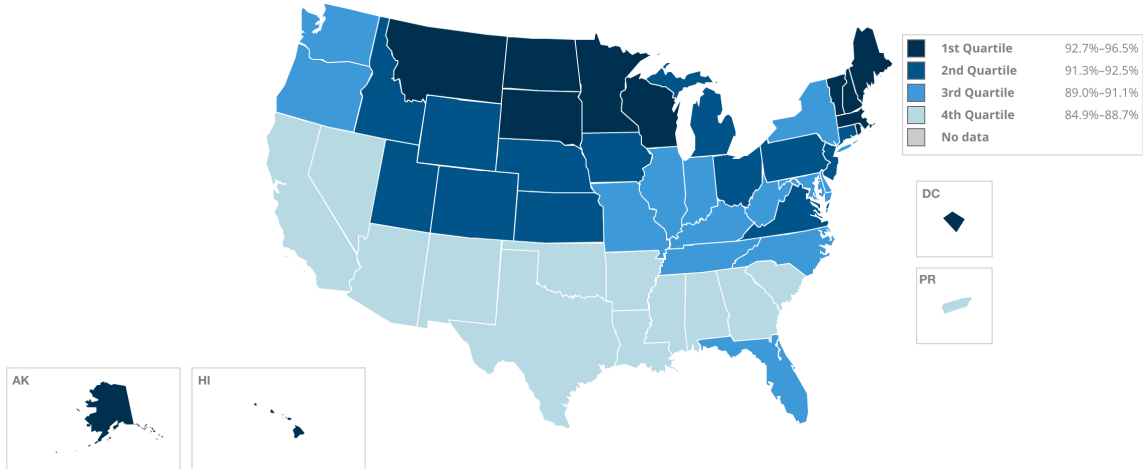 1st Quartile 92.7%–96.5%
2nd Quartile 91.3%–92.5%
3rd Quartile 89.0%–91.1%
4th Quartile 84.9%–88.7%
No data
DC
PR
AK
HI